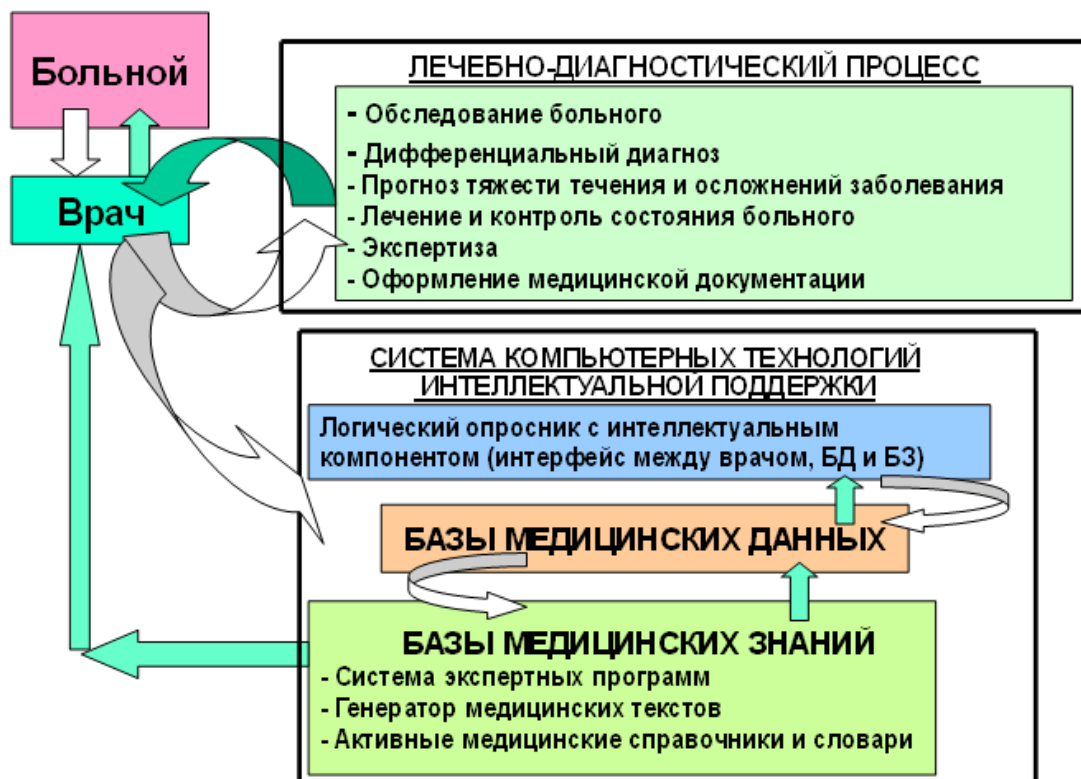 Больной
Врач
ЛЕЧЕБНО-ДИАГНОСТИЧЕСКИЙ ПРОЦЕСС
- Обследование больного
- Дифференциальный диагноз
- Прогноз тяжести течения и осложнений заболевания
- Лечение и контроль состояния больного
- Экспертиза
- Оформление медицинской документации
СИСТЕМА КОМПЬЮТЕРНЫХ ТЕХНОЛОГИЙ
ИНТЕЛЛЕКТУАЛЬНОЙ ПОДДЕРЖКИ
Логический опросник с интеллектуальным
компонентом (интерфейс между врачом, БД и БЗ)
БАЗЫ МЕДИЦИНСКИХ ДАННЫХ
БАЗЫ МЕДИЦИНСКИХ ЗНАНИЙ
- Система экспертных программ
- Генератор медицинских текстов
- Активные медицинские справочники и словари